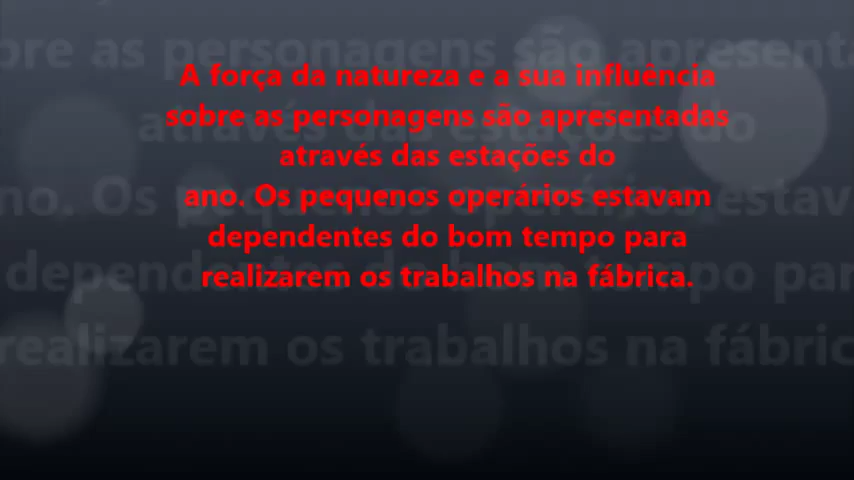 A força da natureza e a sua influência
sobre as personagens são apresentadas
através das estações do
ano. Os pequenos operários estavam
dependentes do bom tempo para
realizarem os trabalhos na fábrica.